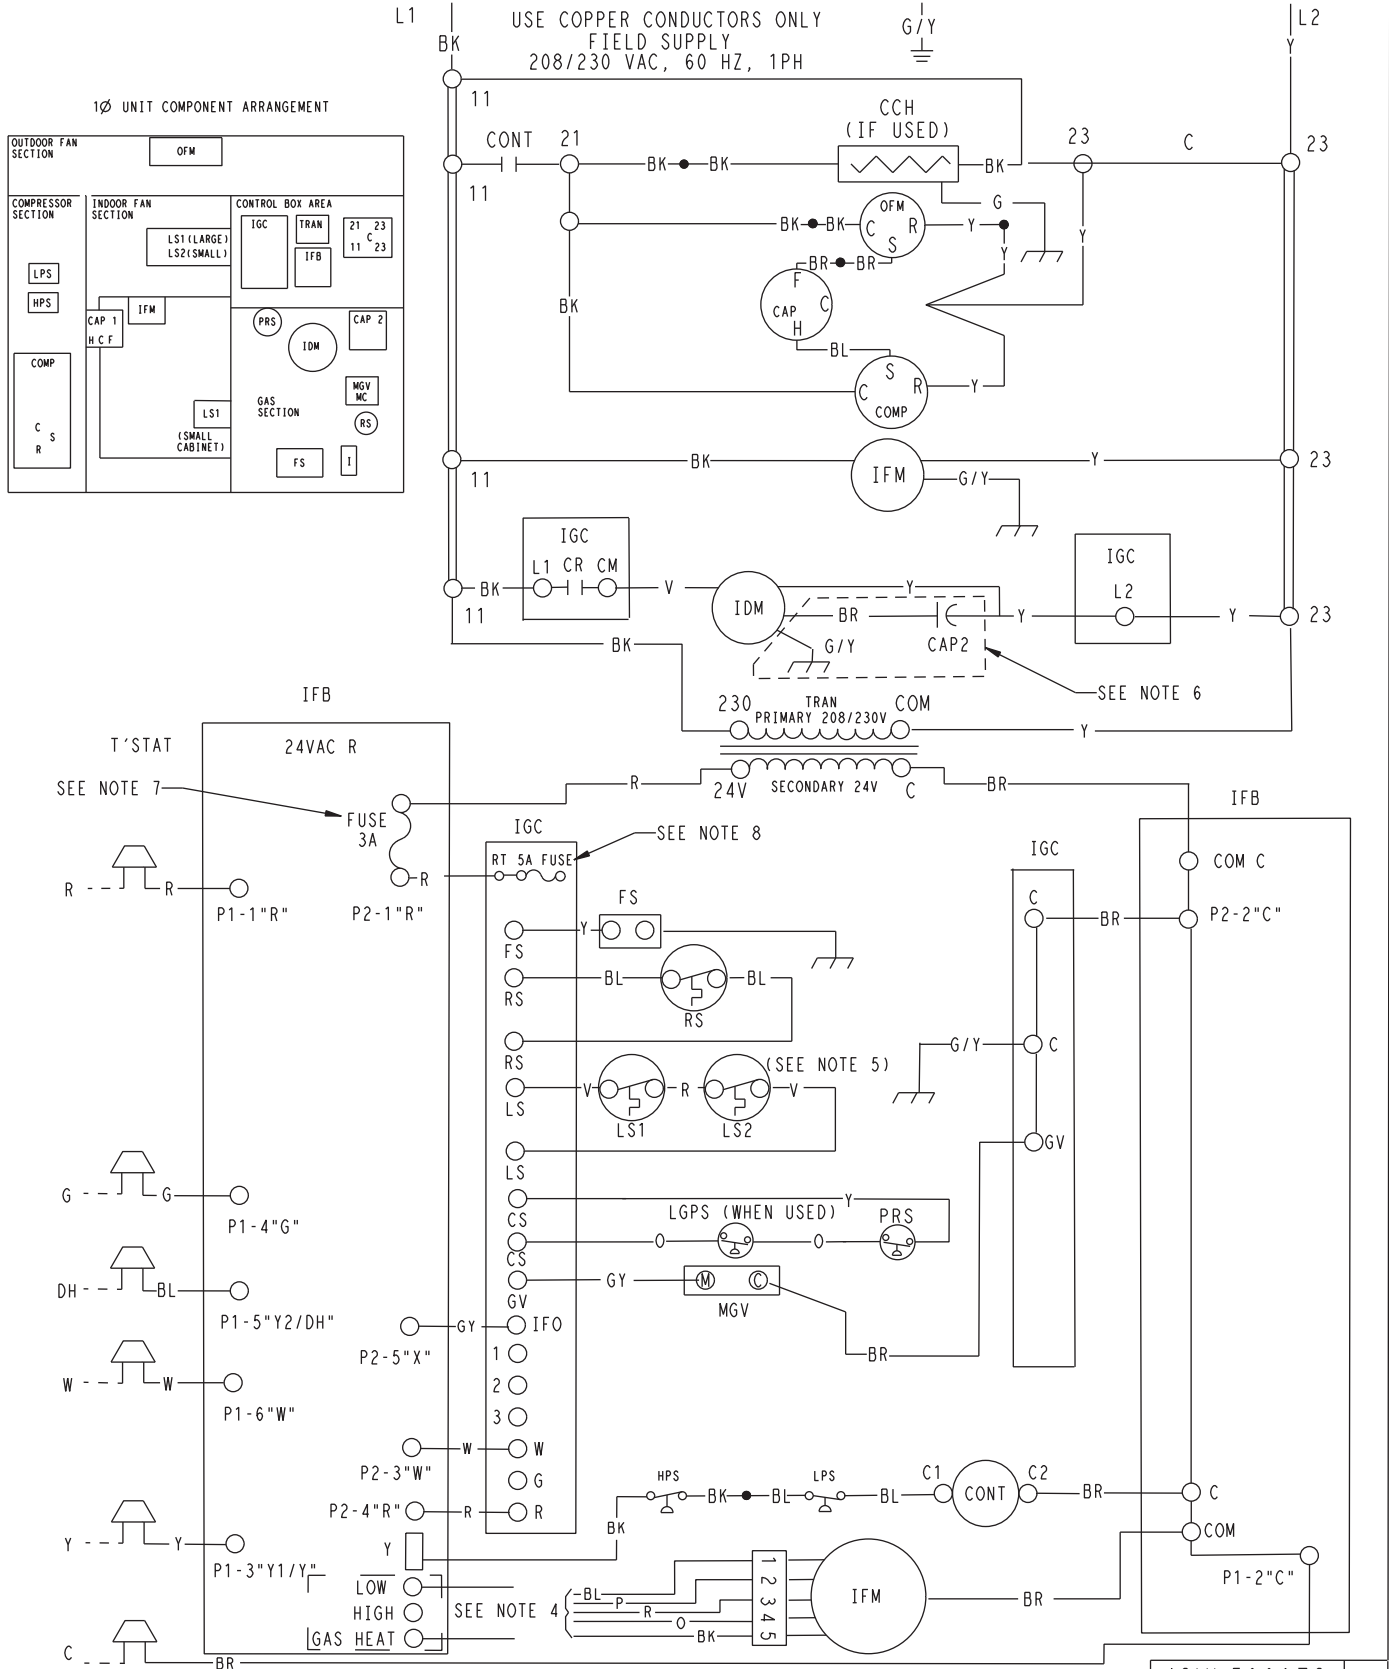 L1
USE COPPER CONDUCTORS ONLY
FIELD SUPPLY
208/230 VAC, 60 HZ, 1PH
G/Y
L2
BK
Y
11
1Ø UNIT COMPONENT ARRANGEMENT
OUTDOOR FAN
SECTION
OFM
COMPRESSOR
SECTION
INDOOR FAN
SECTION
CONTROL BOX AREA
LS1(LARGE)
LS2(SMALL)
IGC
TRAN
IFB
21 23
C
11 23
LPS
HPS
IFM
CAP 1
H C F
PRS
IDM
CAP 2
COMP
C
S
R
MGV
MC
GAS
SECTION
RS
LS1
(SMALL
CABINET)
FS
I
CONT
21
CCH
(IF USED)
23
C
23
BK
BK
BK
11
G
BK
BK
C
OFM
R
S
Y
Y
Y
BR
BR
F
CAP
C
H
BK
BL
S
C
R
COMP
Y
11
BK
IFM
Y
23
G/Y
IGC
L1 CR CM
BK
V
11
IDM
Y
BR
CAP2
G/Y
Y
IGC
L2
Y
23
BK
SEE NOTE 6
230
TRAN
PRIMARY 208/230V
COM
Y
24V
SECONDARY 24V
C
R
BR
IFB
T'STAT
24VAC R
SEE NOTE 7
FUSE
3A
R
P2-1"R"
IGC
RT 5A FUSE
SEE NOTE 8
IFB
COM C
P2-2"C"
IGC
C
BR
C
G/Y
GV
R
R
P1-1"R"
FS
Y
FS
RS
BL
BL
RS
RS
LS
V
R
V
(SEE NOTE 5)
LS1
LS2
LS
CS
Y
LGPS (WHEN USED)
PRS
CS
O
O
GV
GY
M
C
MGV
BR
G
G
P1-4"G"
DH
BL
P1-5"Y2/DH"
P2-5"X"
GY
IFO
1
2
3
W
W
P1-6"W"
P2-3"W"
W
W
G
P2-4"R"
R
R
HPS
BK
BL
LPS
BL
C1
CONT
C2
BR
C
BK
COM
Y
Y
P1-3"Y1/Y"
Y
P1-2"C"
LOW
HIGH
GAS HEAT
SEE NOTE 4
BL
P
R
O
BK
1
2
3
4
5
IFM
BR
C
BR